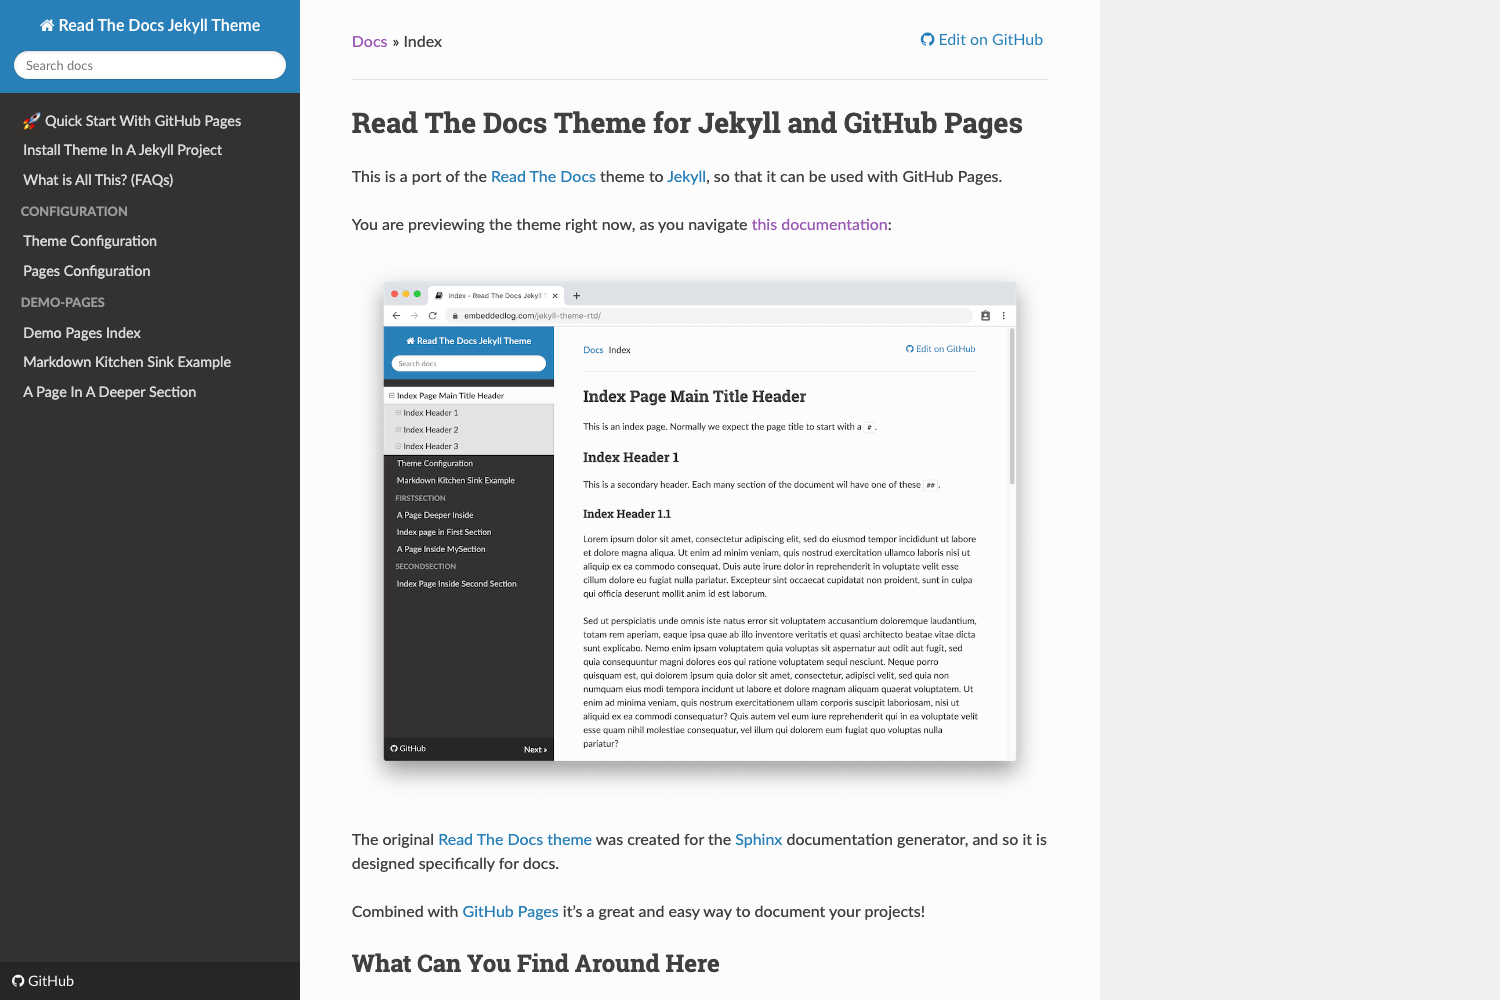 Read The Docs Jekyll Theme
Search docs
🚀 Quick Start With GitHub Pages
Install Theme In A Jekyll Project
What is All This? (FAQs)
CONFIGURATION
Theme Configuration
Pages Configuration
DEMO-PAGES
Demo Pages Index
Markdown Kitchen Sink Example
A Page In A Deeper Section
GitHub
Docs » Index
Edit on GitHub
Read The Docs Theme for Jekyll and GitHub Pages
This is a port of the Read The Docs theme to Jekyll, so that it can be used with GitHub Pages.
You are previewing the theme right now, as you navigate this documentation:
Index - Read The Docs Jekyll T
embeddedlog.com/jekyll-theme-rtd/
Read The Docs Jekyll Theme
Search docs
Index Page Main Title Header
Index Header 1
Index Header 2
Index Header 3
Theme Configuration
Markdown Kitchen Sink Example
FIRSTSECTION
A Page Deeper Inside
Index page in First Section
A Page Inside MySection
SECONDSECTION
Index Page Inside Second Section
GitHub
Next »
Docs Index
Edit on GitHub
Index Page Main Title Header
This is an index page. Normally we expect the page title to start with a # .
Index Header 1
This is a secondary header. Each many section of the document wil have one of these ## .
Index Header 1.1
Lorem ipsum dolor sit amet, consectetur adipiscing elit, sed do eiusmod tempor incididunt ut labore
et dolore magna aliqua. Ut enim ad minim veniam, quis nostrud exercitation ullamco laboris nisi ut
aliquip ex ea commodo consequat. Duis aute irure dolor in reprehenderit in voluptate velit esse
cillum dolore eu fugiat nulla pariatur. Excepteur sint occaecat cupidatat non proident, sunt in culpa
qui officia deserunt mollit anim id est laborum.
Sed ut perspiciatis unde omnis iste natus error sit voluptatem accusantium doloremque laudantium,
totam rem aperiam, eaque ipsa quae ab illo inventore veritatis et quasi architecto beatae vitae dicta
sunt explicabo. Nemo enim ipsam voluptatem quia voluptas sit aspernatur aut odit aut fugit, sed
quia consequuntur magni dolores eos qui ratione voluptatem sequi nesciunt. Neque porro
quisquam est, qui dolorem ipsum quia dolor sit amet, consectetur, adipisci velit, sed quia non
numquam eius modi tempora incidunt ut labore et dolore magnam aliquam quaerat voluptatem. Ut
enim ad minima veniam, quis nostrum exercitationem ullam corporis suscipit laboriosam, nisi ut
aliquid ex ea commodi consequatur? Quis autem vel eum iure reprehenderit qui in ea voluptate velit
esse quam nihil molestiae consequatur, vel illum qui dolorem eum fugiat quo voluptas nulla
pariatur?
The original Read The Docs theme was created for the Sphinx documentation generator, and so it is
designed specifically for docs.
Combined with GitHub Pages it’s a great and easy way to document your projects!
What Can You Find Around Here